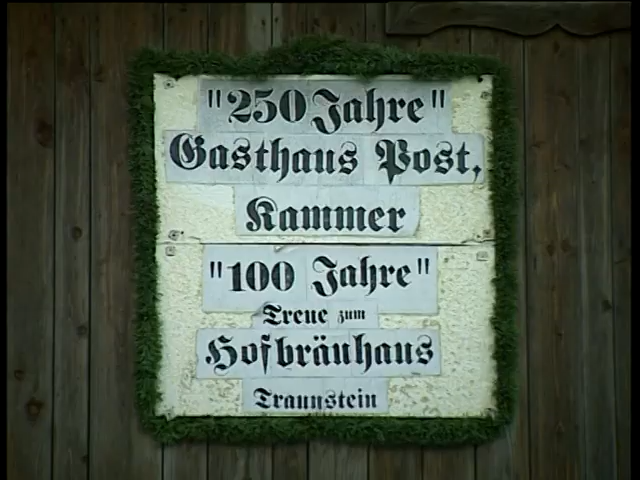 "250 Jahre"
Gasthaus Post,
Kammer
"100 Jahre"
Treue zum
Hofbräuhaus
Traunstein